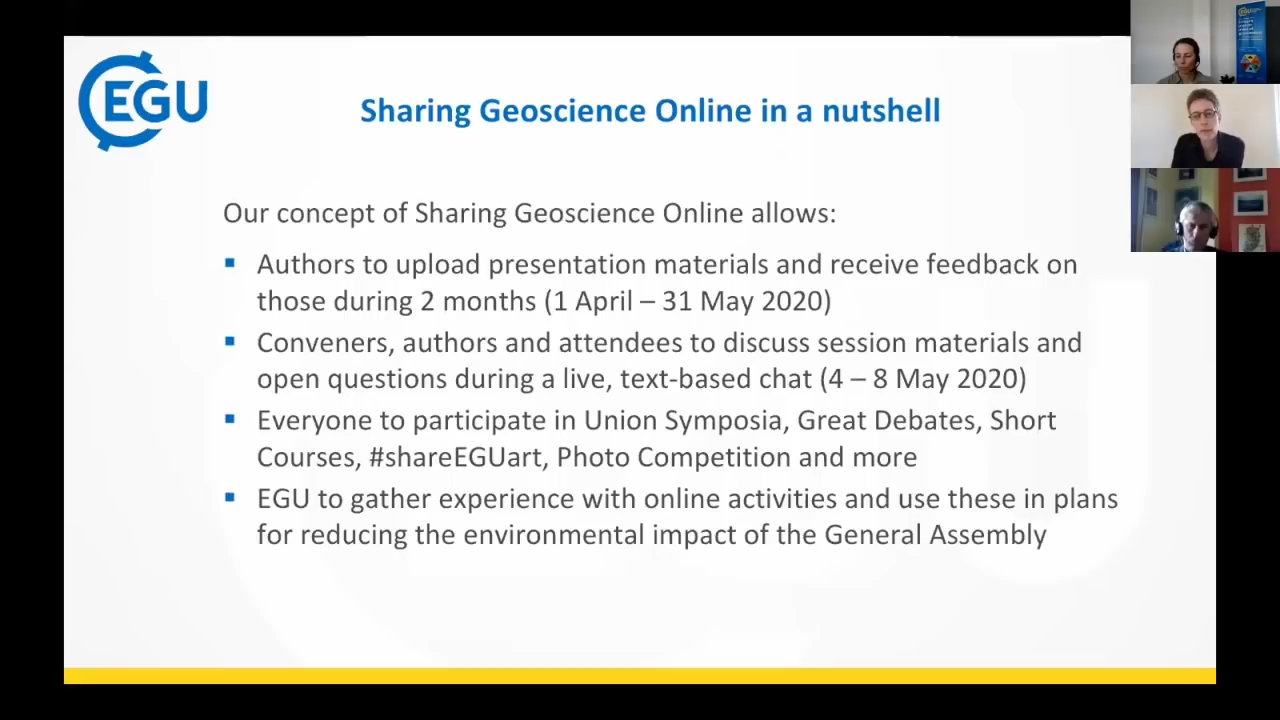 EGU
Sharing Geoscience Online in a nutshell
Our concept of Sharing Geoscience Online allows:
▪ Authors to upload presentation materials and receive feedback on
those during 2 months (1 April – 31 May 2020)
▪ Conveners, authors and attendees to discuss session materials and
open questions during a live, text-based chat (4 – 8 May 2020)
▪ Everyone to participate in Union Symposia, Great Debates, Short
Courses, #shareEGUart, Photo Competition and more
▪ EGU to gather experience with online activities and use these in plans
for reducing the environmental impact of the General Assembly
EGU